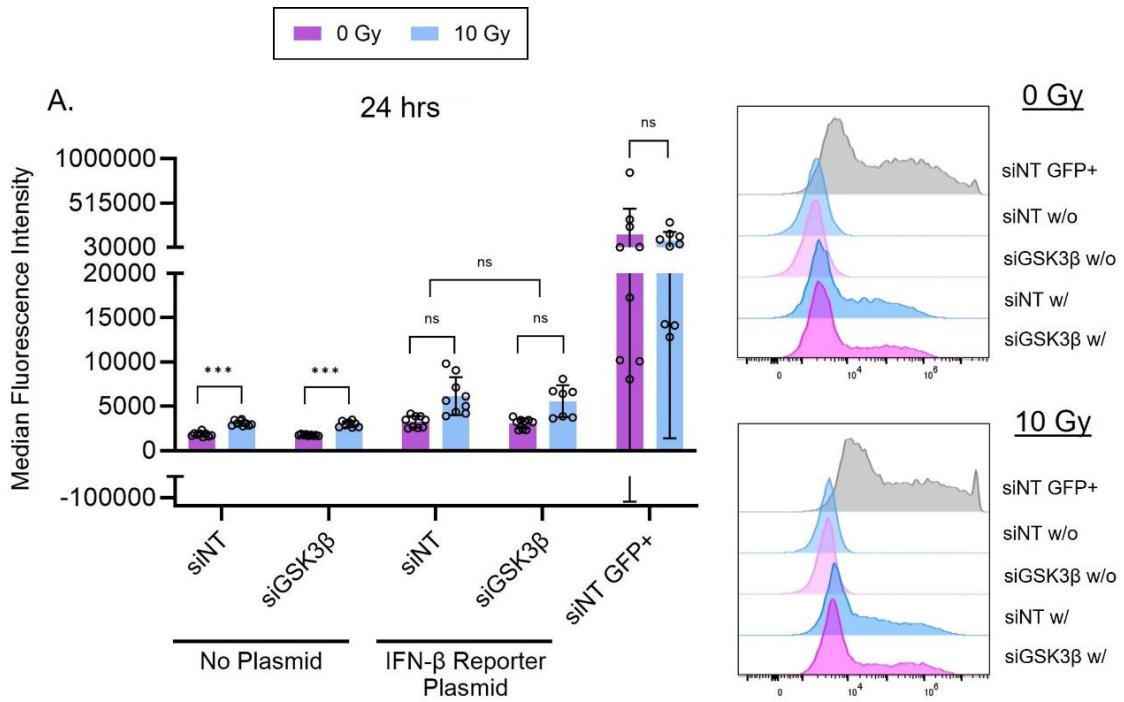 0 Gy 10 Gy
A.
24 hrs
Median Fluorescence Intensity
1000000
515000
30000
20000
15000
10000
5000
0
-100000
***
***
ns
ns
ns
ns
siNT
siGSK3β
siNT
siGSK3β
siNT GFP+
No Plasmid
IFN-β Reporter
Plasmid
0 Gy
siNT GFP+
siNT w/o
siGSK3β w/o
siNT w/
siGSK3β w/
0 10⁴ 10⁶
10 Gy
siNT GFP+
siNT w/o
siGSK3β w/o
siNT w/
siGSK3β w/
0 10⁴ 10⁶